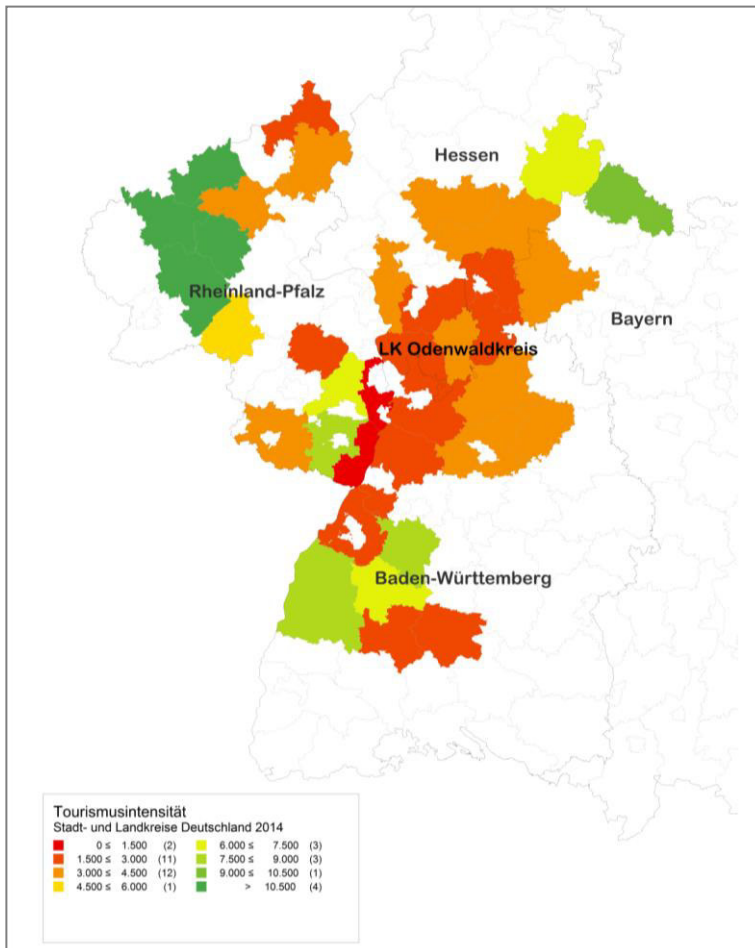 Hessen
Rheinland-Pfalz
Bayern
LK Odenwaldkreis
Baden-Württemberg
Tourismusintensität
Stadt- und Landkreise Deutschland 2014
0 ≤ 1.500 (2) 6.000 ≤ 7.500 (3)
1.500 ≤ 3.000 (11) 7.500 ≤ 9.000 (3)
3.000 ≤ 4.500 (12) 9.000 ≤ 10.500 (1)
4.500 ≤ 6.000 (1) > 10.500 (4)